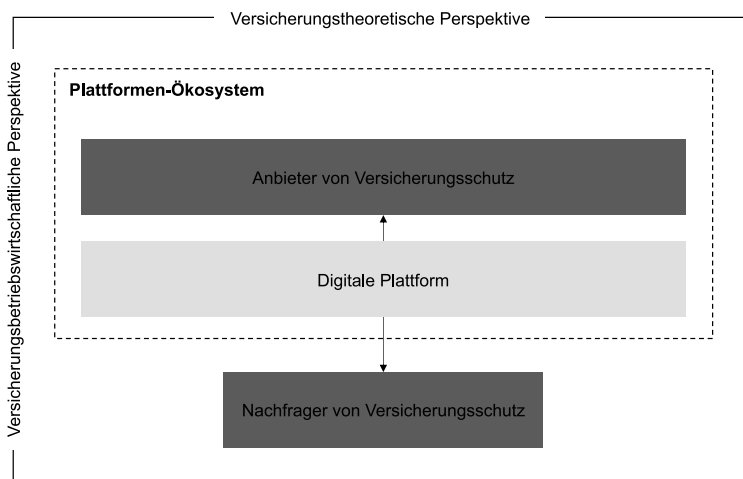 Versicherungstheoretische Perspektive
Versicherungsbetriebswirtschaftliche Perspektive
Plattformen-Ökosystem
Anbieter von Versicherungsschutz
Digitale Plattform
Nachfrager von Versicherungsschutz